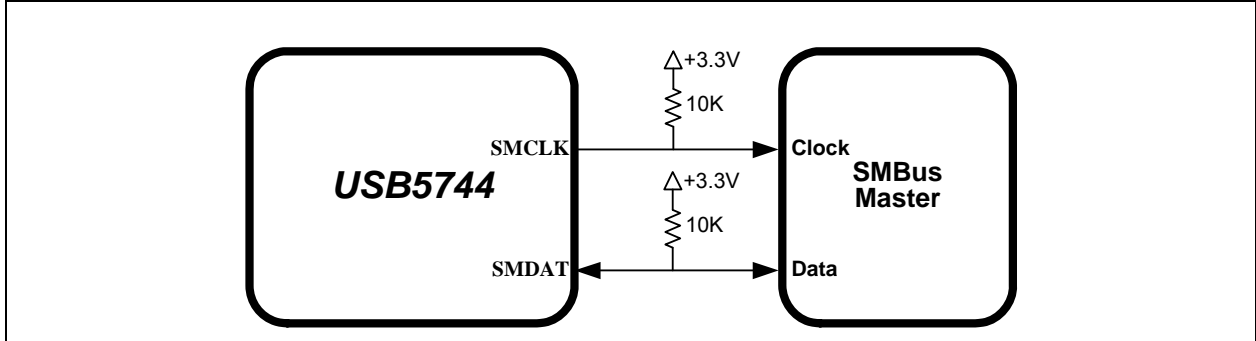 +3.3V
10K
SMCLK
Clock
USB5744
SMBus
Master
+3.3V
10K
SMDAT
Data